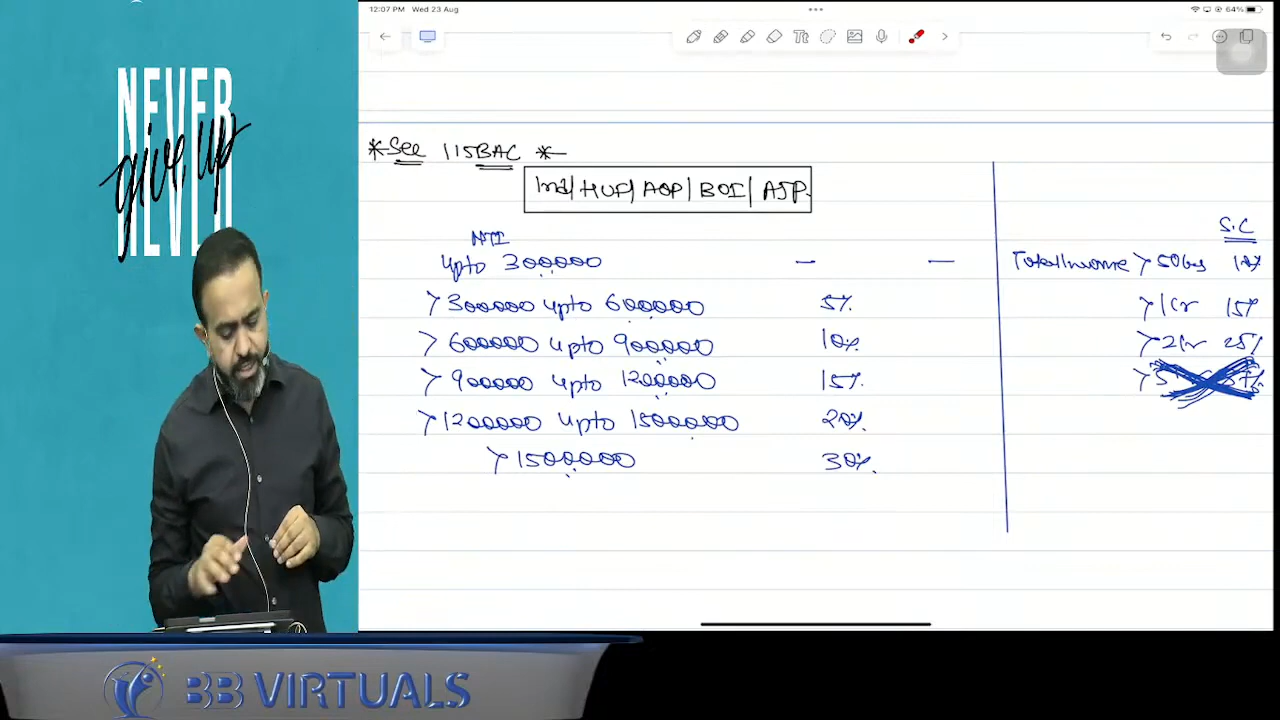 12:07 PM Wed 23 Aug
64%
NEVER
give up
NEVER
*See 115BAC *
Ind/HUF/AOP/BOI/AJP.
NTI
upto 300000 — —
>300000 upto 600000 5%
>600000 upto 900000 10%
>900000 upto 1200000 15%
>1200000 upto 1500000 20%
>1500000 30%
S.C
Total Income >50 10%
>1Cr 15%
>2Cr 25%
BB VIRTUALS